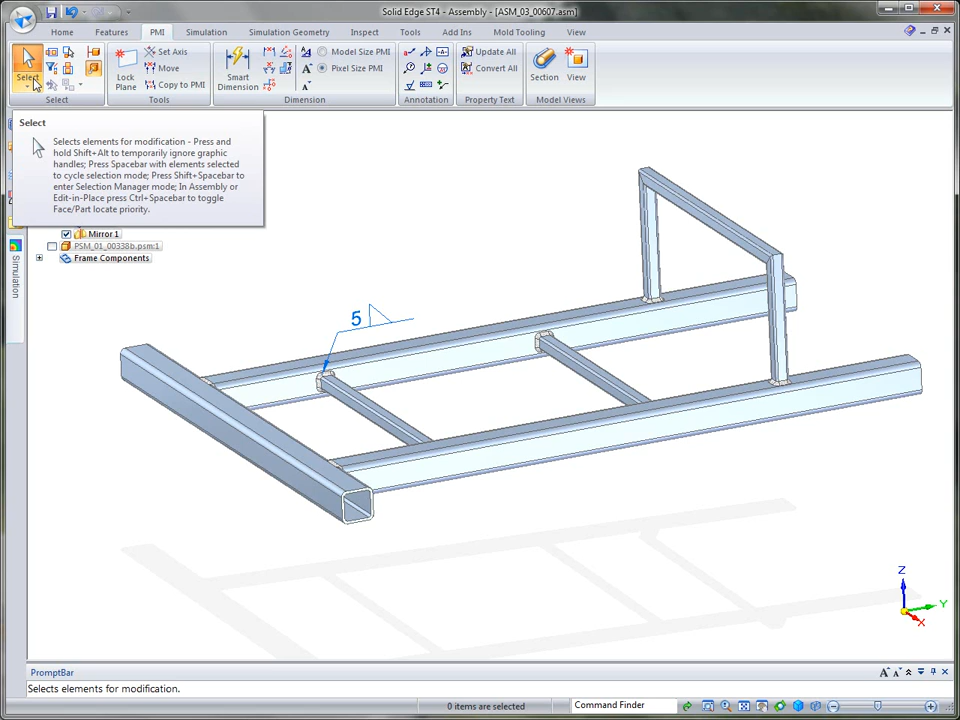 Solid Edge ST4 - Assembly - [ASM_03_00607.asm]
Home Features PMI Simulation Simulation Geometry Inspect Tools Add Ins Mold Tooling View
Select
Select
Lock Plane
Set Axis
Move
Copy to PMI
Tools
Smart Dimension
Model Size PMI
Pixel Size PMI
Dimension
Annotation
Update All
Convert All
Property Text
Section
View
Model Views
Select
Selects elements for modification - Press and
hold Shift+Alt to temporarily ignore graphic
handles; Press Spacebar with elements selected
to cycle selection mode; Press Shift+Spacebar to
enter Selection Manager mode; In Assembly or
Edit-in-Place press Ctrl+Spacebar to toggle
Face/Part locate priority.
Mirror 1
PSM_01_00338b.psm:1
Frame Components
Simulation
5
Z
Y
X
PromptBar
Selects elements for modification.
0 items are selected
Command Finder